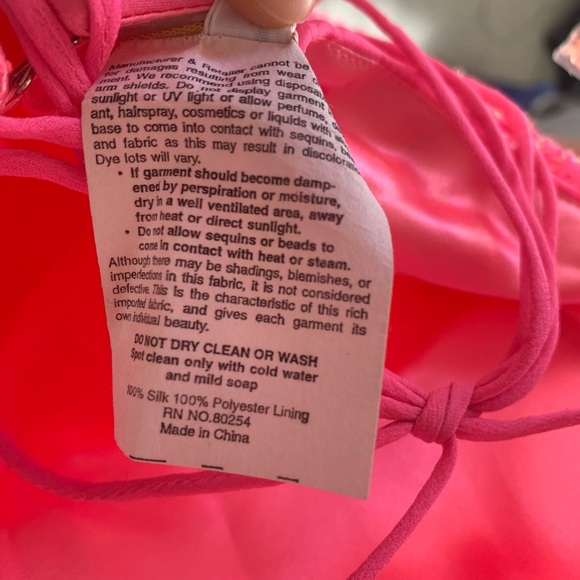 Manufacturer & Retailer cannot be
for damages resulting from wear
ment. We recommend using disposa
arm shields. Do not display garment
sunlight or UV light or allow perfume,
ant, hairspray, cosmetics or liquids with
base to come into contact with sequins,
and fabric as this may result in discolora
Dye lots will vary.
• If garment should become damp-
ened by perspiration or moisture,
dry in a well ventilated area, away
from heat or direct sunlight.
• Do not allow sequins or beads to
come in contact with heat or steam.
Although there may be shadings, blemishes, or
imperfections in this fabric, it is not considered
defective. This is the characteristic of this rich
imported fabric, and gives each garment its
own individual beauty.
DO NOT DRY CLEAN OR WASH
Spot clean only with cold water
and mild soap
100% Silk 100% Polyester Lining
RN NO.80254
Made in China